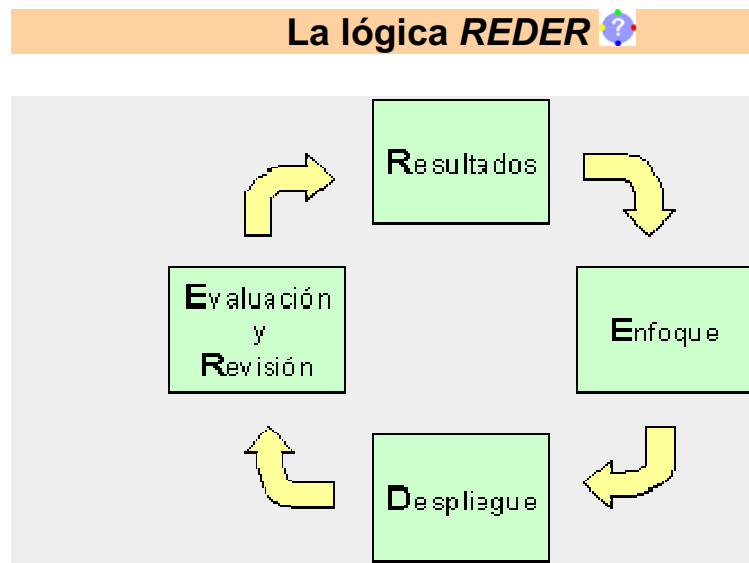 La lógica REDER ?
Resultados
Evaluación
y
Revisión
Enfoque
Despliegue